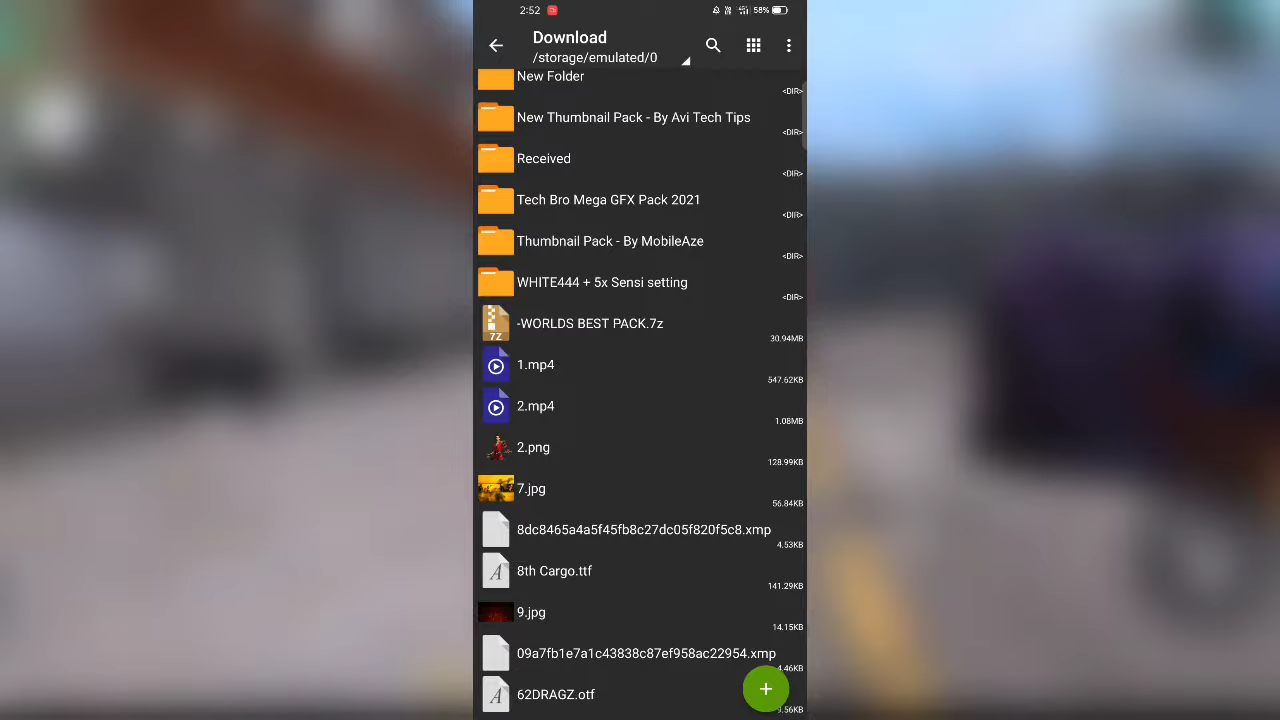 2:52
58%
Download
/storage/emulated/0
New Folder
<DIR>
New Thumbnail Pack - By Avi Tech Tips
<DIR>
Received
<DIR>
Tech Bro Mega GFX Pack 2021
<DIR>
Thumbnail Pack - By MobileAze
<DIR>
WHITE444 + 5x Sensi setting
<DIR>
-WORLDS BEST PACK.7z
7Z
30.94MB
1.mp4
547.62KB
2.mp4
1.08MB
2.png
128.99KB
7.jpg
56.84KB
8dc8465a4a5f45fb8c27dc05f820f5c8.xmp
4.53KB
8th Cargo.ttf
141.29KB
9.jpg
14.15KB
09a7fb1e7a1c43838c87ef958ac22954.xmp
4.46KB
62DRAGZ.otf